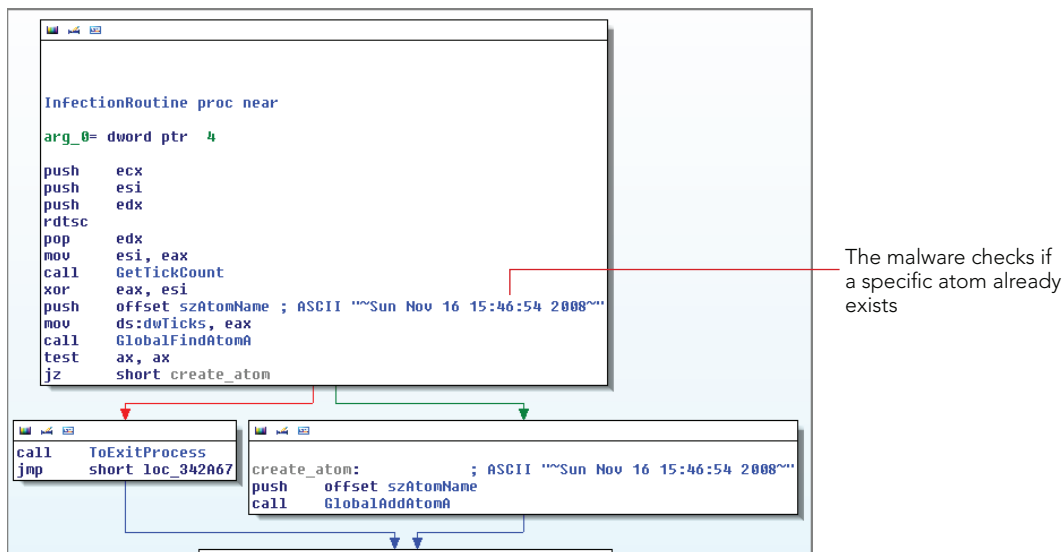 InfectionRoutine proc near
arg_0= dword ptr  4
push    ecx
push    esi
push    edx
rdtsc
pop     edx
mov     esi, eax
call    GetTickCount
xor     eax, esi
push    offset szAtomName ; ASCII "~Sun Nov 16 15:46:54 2008~"
mov     ds:dwTicks, eax
call    GlobalFindAtomA
test    ax, ax
jz      short create_atom
The malware checks if
a specific atom already
exists
call    ToExitProcess
jmp     short loc_342A67
create_atom:            ; ASCII "~Sun Nov 16 15:46:54 2008~"
push    offset szAtomName
call    GlobalAddAtomA